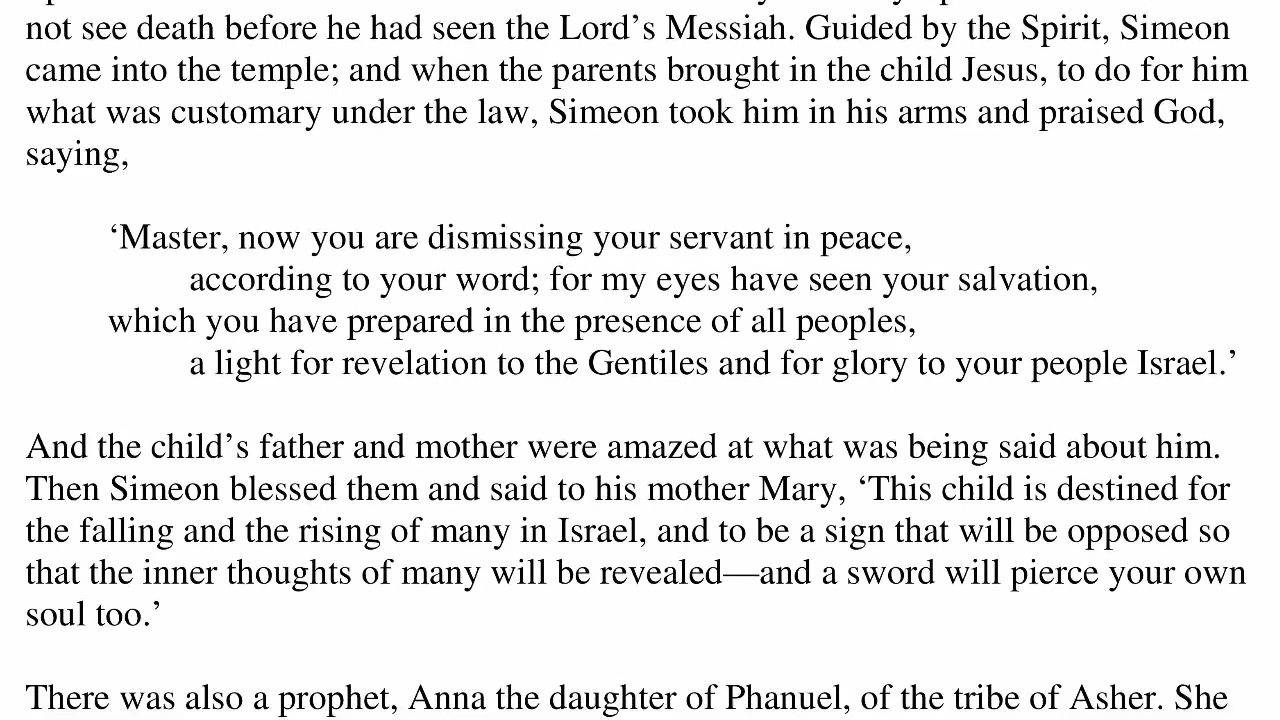 not see death before he had seen the Lord’s Messiah. Guided by the Spirit, Simeon
came into the temple; and when the parents brought in the child Jesus, to do for him
what was customary under the law, Simeon took him in his arms and praised God,
saying,
‘Master, now you are dismissing your servant in peace,
according to your word; for my eyes have seen your salvation,
which you have prepared in the presence of all peoples,
a light for revelation to the Gentiles and for glory to your people Israel.’
And the child’s father and mother were amazed at what was being said about him.
Then Simeon blessed them and said to his mother Mary, ‘This child is destined for
the falling and the rising of many in Israel, and to be a sign that will be opposed so
that the inner thoughts of many will be revealed—and a sword will pierce your own
soul too.’
There was also a prophet, Anna the daughter of Phanuel, of the tribe of Asher. She